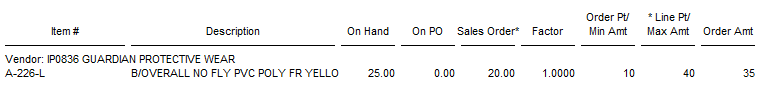 Order Pt/ * Line Pt/
Item # Description On Hand On PO Sales Order* Factor Min Amt Max Amt Order Amt
Vendor: IP0836 GUARDIAN PROTECTIVE WEAR
A-226-L B/OVERALL NO FLY PVC POLY FR YELLO 25.00 0.00 20.00 1.0000 10 40 35